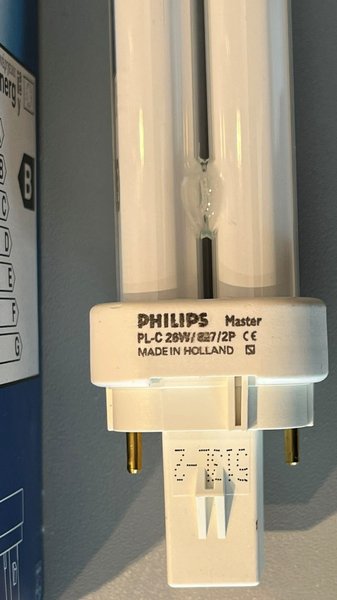 energy
B
B
C
D
E
F
G
PHILIPS Master
PL-C 26W/827/2P CE
MADE IN HOLLAND